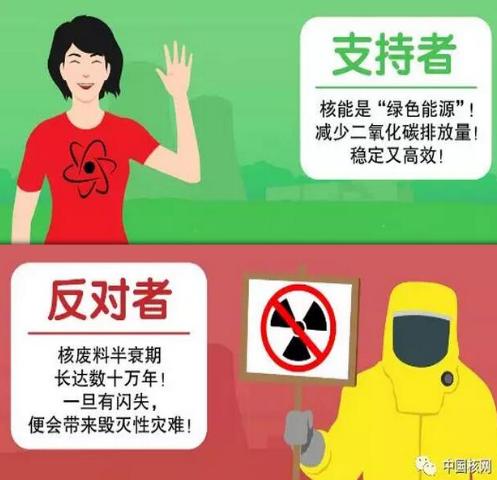 支持者
核能是“绿色能源”!
减少二氧化碳排放量!
稳定又高效!
反对者
核废料半衰期
长达数十万年!
一旦有闪失,
便会带来毁灭性灾难!
中国核网